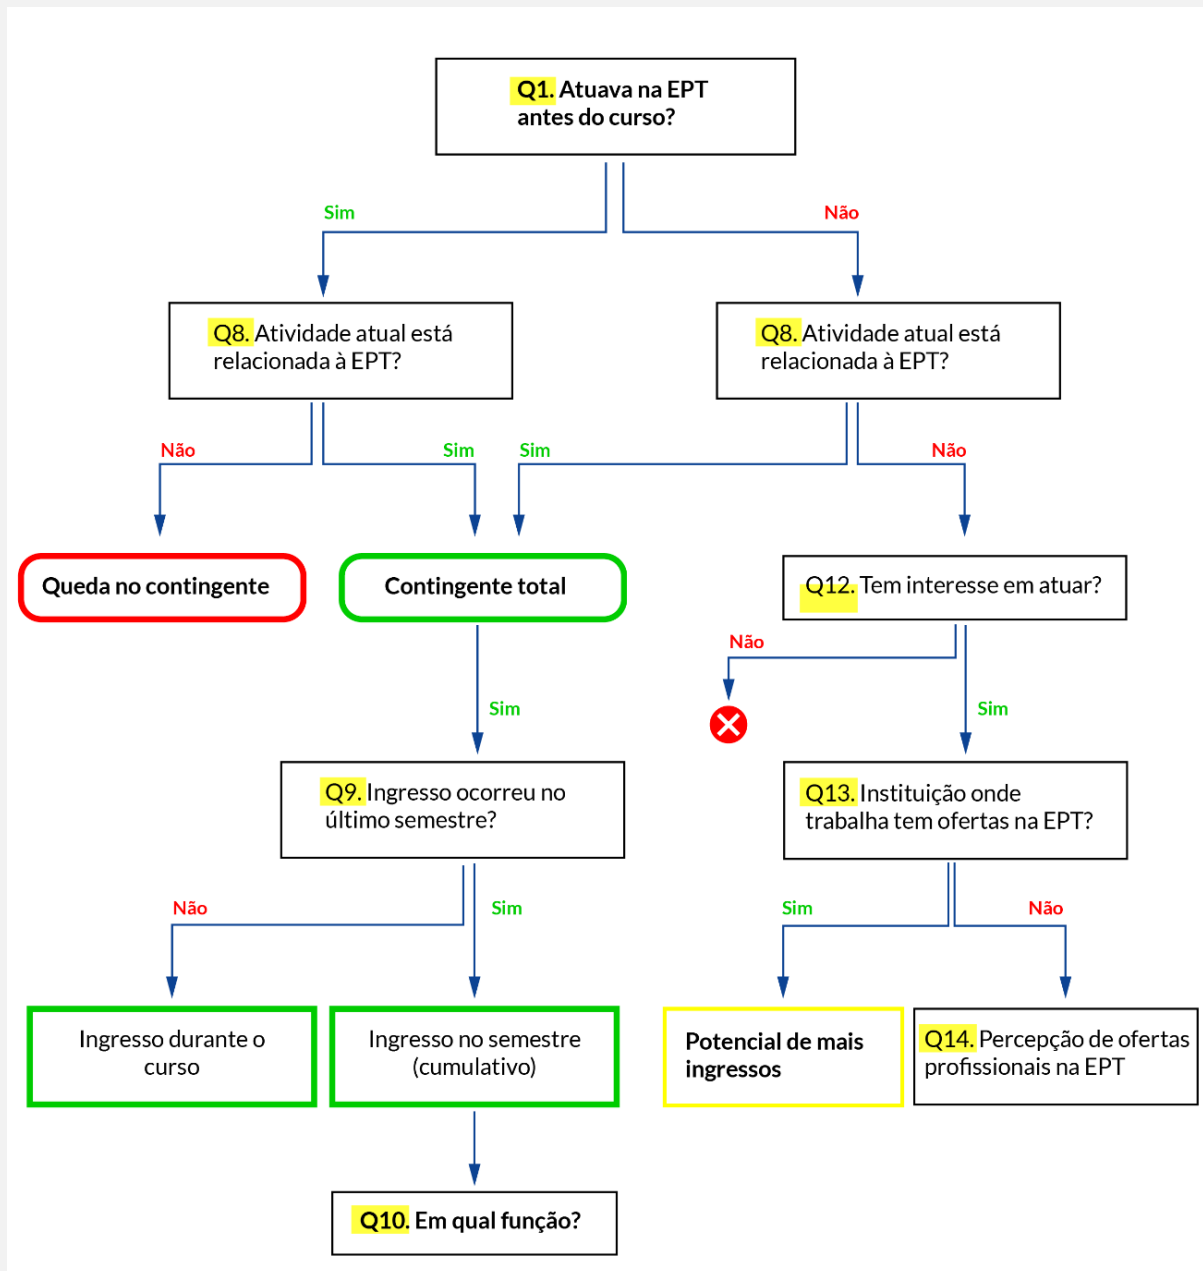 Q1. Atuava na EPT
antes do curso?
Sim
Não
Q8. Atividade atual está
relacionada à EPT?
Q8. Atividade atual está
relacionada à EPT?
Não
Sim
Sim
Não
Queda no contingente
Contingente total
Q12. Tem interesse em atuar?
Não
Sim
Sim
Q9. Ingresso ocorreu no
último semestre?
Q13. Instituição onde
trabalha tem ofertas na EPT?
Não
Sim
Sim
Não
Ingresso durante o
curso
Ingresso no semestre
(cumulativo)
Potencial de mais
ingressos
Q14. Percepção de ofertas
profissionais na EPT
Q10. Em qual função?